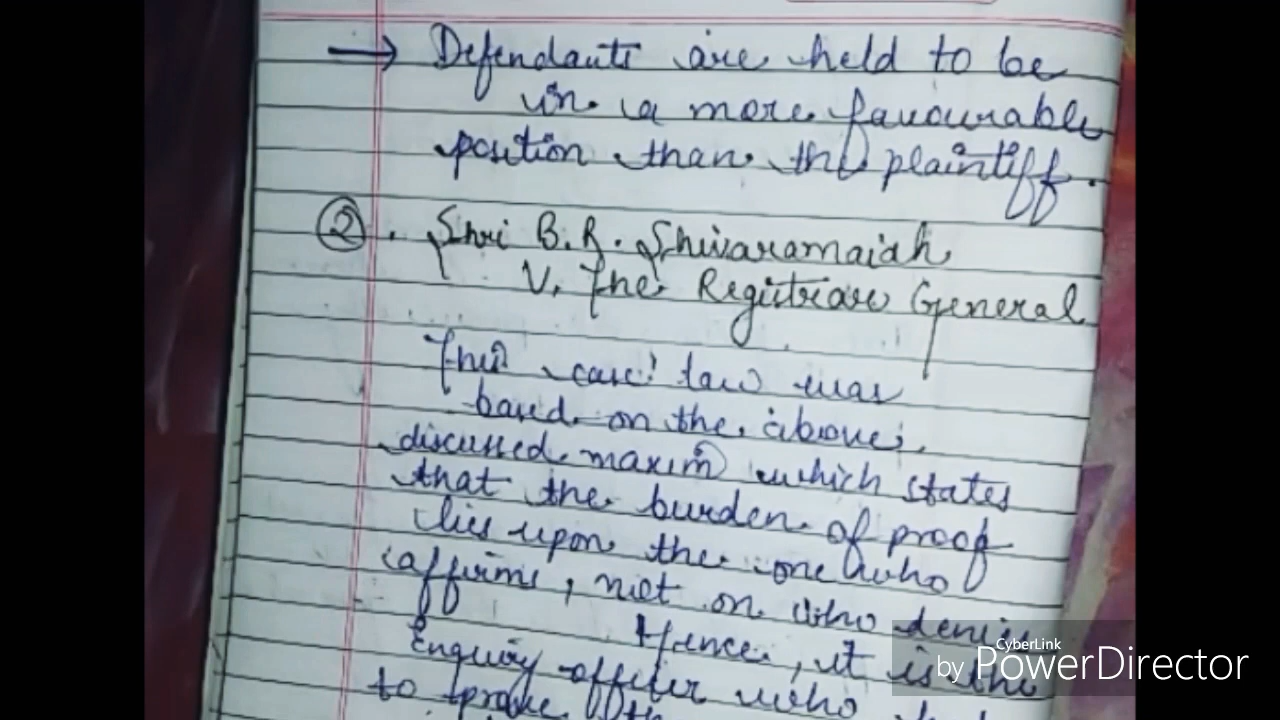 → Defendants are held to be
in a more favourable
position than the plaintiff.
② . Shri B.R. Shivaramaiah
V. The Registrar General
This case law was
based on the above
discussed maxim which states
that the burden of proof
lies upon the one who
affirms, not on who denies
Hence, it is the
Enquiry officer who
to prove
CyberLink
by PowerDirector